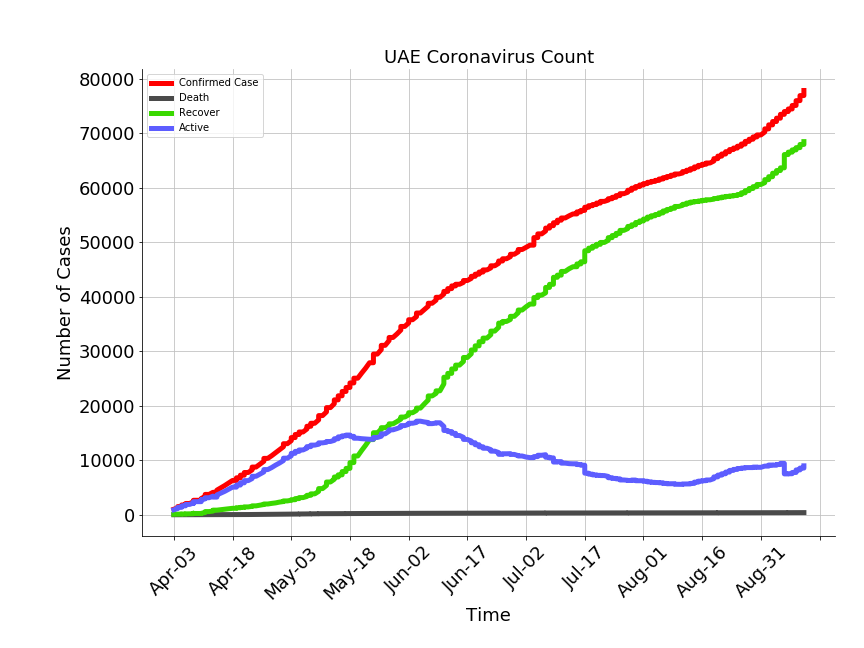 UAE Coronavirus Count
Confirmed Case
Death
Recover
Active
80000
70000
60000
50000
40000
30000
20000
10000
0
Number of Cases
Apr-03
Apr-18
May-03
May-18
Jun-02
Jun-17
Jul-02
Jul-17
Aug-01
Aug-16
Aug-31
Time